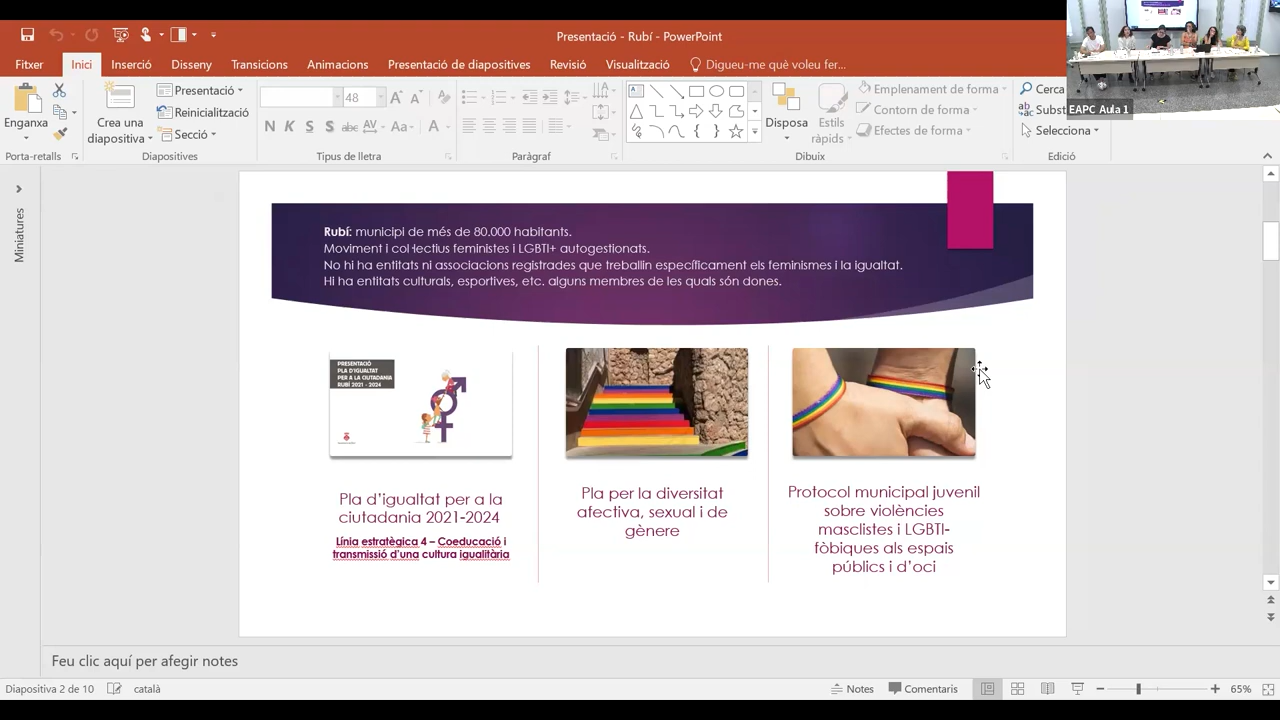 Presentació - Rubí - PowerPoint
Fitxer Inici Inserció Disseny Transicions Animacions Presentació de diapositives Revisió Visualització Digueu-me què voleu fer...
Enganxa
Porta-retalls
Crea una
diapositiva
Presentació
Reinicialització
Secció
Diapositives
48
N K S S abc AV Aa A
Tipus de lletra
Paràgraf
Disposa
Estils
ràpids
Emplenament de forma
Contorn de forma
Efectes de forma
Dibuix
Cerca
Subst
Selecciona
Edició
EAPC Aula 1
Miniatures
Rubí: municipi de més de 80.000 habitants.
Moviment i col·lectius feministes i LGBTI+ autogestionats.
No hi ha entitats ni associacions registrades que treballin específicament els feminismes i la igualtat.
Hi ha entitats culturals, esportives, etc. alguns membres de les quals són dones.
PRESENTACIÓ
PLA D'IGUALTAT
PER A LA CIUTADANIA
RUBÍ 2021 - 2024
Pla d'igualtat per a la
ciutadania 2021-2024
Línia estratègica 4 – Coeducació i
transmissió d'una cultura igualitària
Pla per la diversitat
afectiva, sexual i de
gènere
Protocol municipal juvenil
sobre violències
masclistes i LGBTI-
fòbiques als espais
públics i d'oci
Feu clic aquí per afegir notes
Diapositiva 2 de 10 català Notes Comentaris 65%